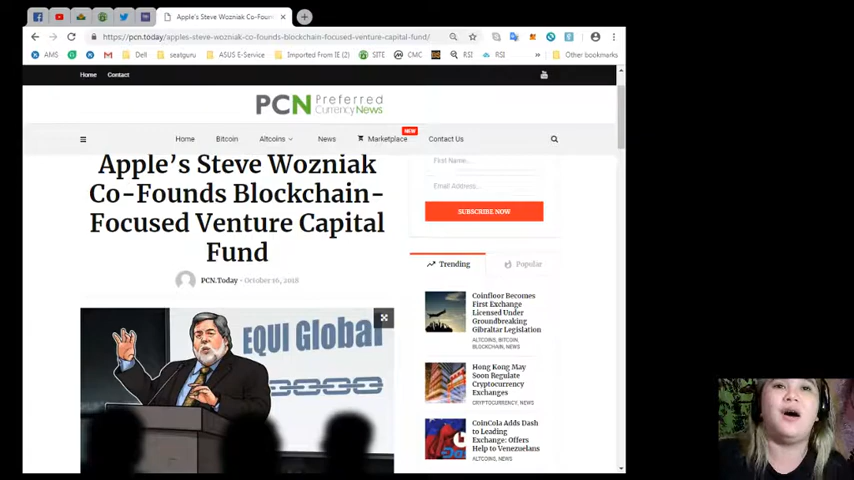 Apple's Steve Wozniak Co-Foun
https://pcn.today/apples-steve-wozniak-co-founds-blockchain-focused-venture-capital-fund/
AMS
Dell
seatguru
ASUS E-Service
Imported From IE (2)
SITE
CMC
RSI
RSI
Other bookmarks
Home
Contact
PCN Preferred
CurrencyNews
NEW
Home
Bitcoin
Altcoins
News
Marketplace
Contact Us
Apple's Steve Wozniak
Co-Founds Blockchain-
Focused Venture Capital
Fund
PCN.Today - October 16, 2018
EQUI Global
First Name...
Email Address...
SUBSCRIBE NOW
Trending
Popular
Coinfloor Becomes
First Exchange
Licensed Under
Groundbreaking
Gibraltar Legislation
ALTCOINS, BITCOIN,
BLOCKCHAIN, NEWS
Hong Kong May
Soon Regulate
Cryptocurrency
Exchanges
CRYPTOCURRENCY, NEWS
CoinCola Adds Dash
to Leading
Exchange: Offers
Help to Venezuelans
ALTCOINS, NEWS